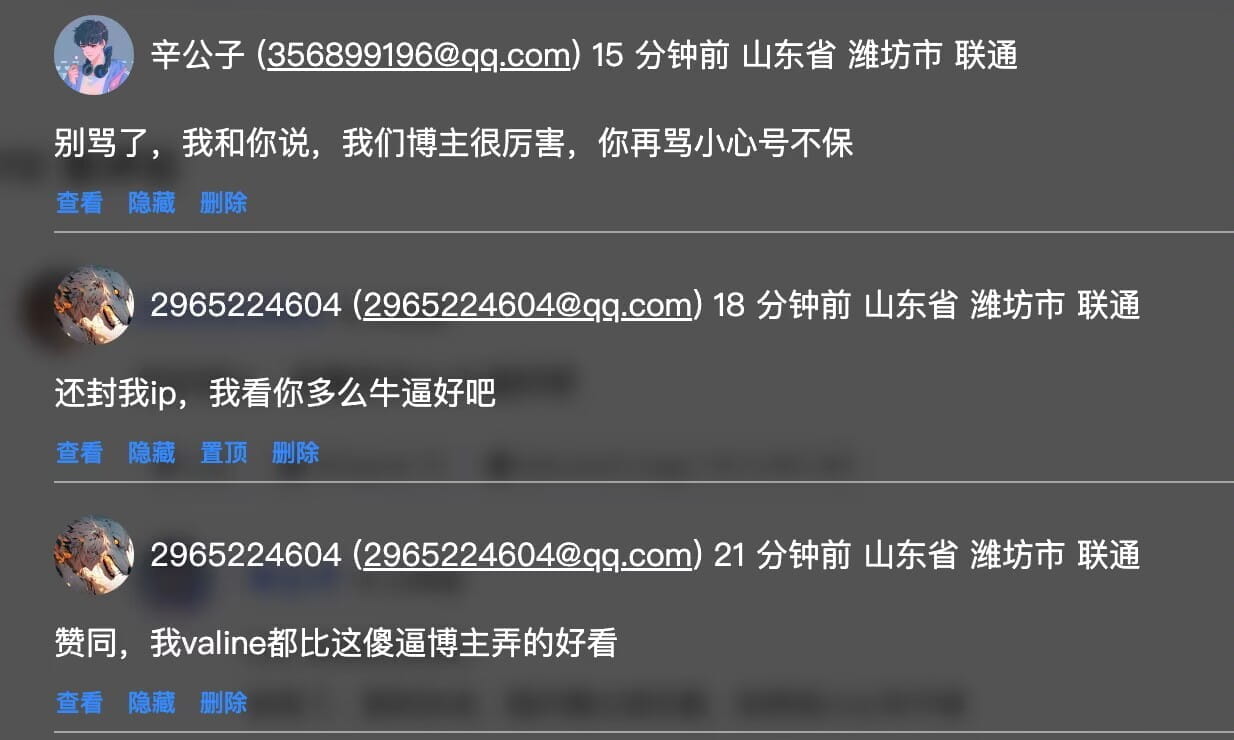 辛公子 (356899196@qq.com) 15 分钟前 山东省 潍坊市 联通
别骂了，我和你说，我们博主很厉害，你再骂小心号不保
查看 隐藏 删除
2965224604 (2965224604@qq.com) 18 分钟前 山东省 潍坊市 联通
还封我ip，我看你多么牛逼好吧
查看 隐藏 置顶 删除
2965224604 (2965224604@qq.com) 21 分钟前 山东省 潍坊市 联通
赞同，我valine都比这傻逼博主弄的好看
查看 隐藏 删除